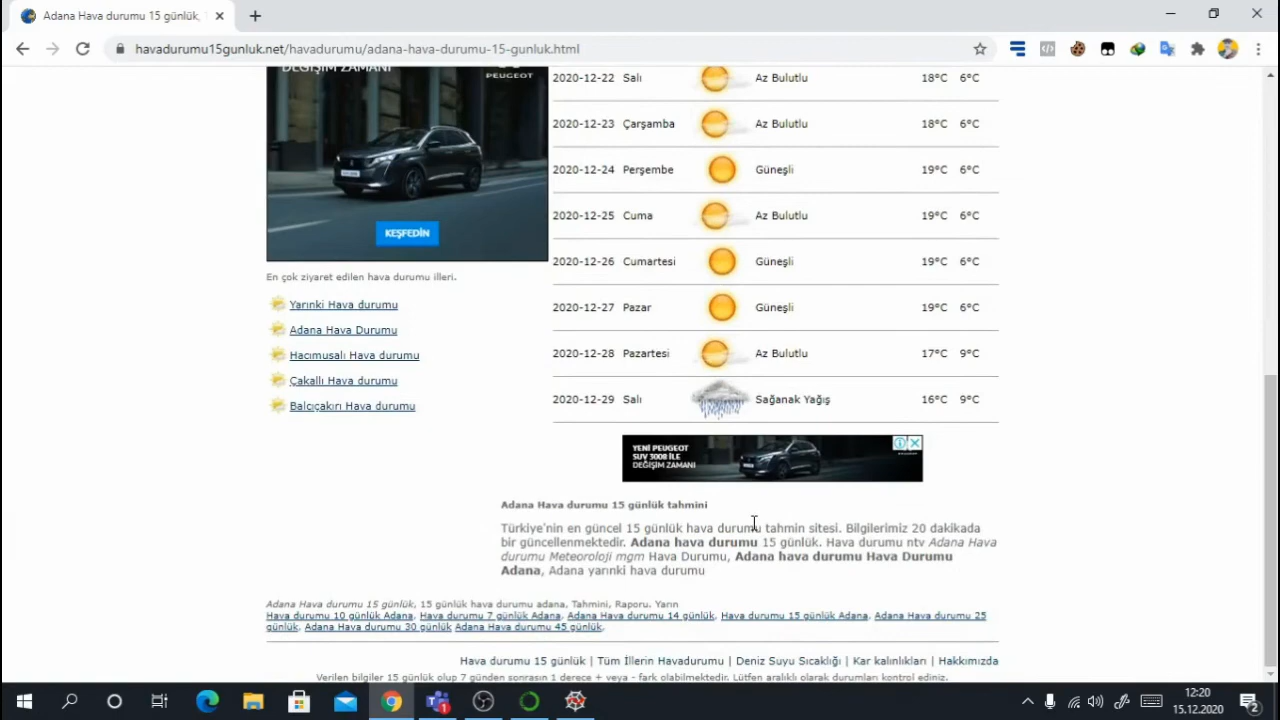 Adana Hava durumu 15 günlük,
havadurumu15gunluk.net/havadurumu/adana-hava-durumu-15-gunluk.html
DEĞİŞİM ZAMANI
PEUGEOT
KEŞFEDİN
2020-12-22 Salı Az Bulutlu 18°C 6°C
2020-12-23 Çarşamba Az Bulutlu 18°C 6°C
2020-12-24 Perşembe Güneşli 19°C 6°C
2020-12-25 Cuma Az Bulutlu 19°C 6°C
2020-12-26 Cumartesi Güneşli 19°C 6°C
2020-12-27 Pazar Güneşli 19°C 6°C
2020-12-28 Pazartesi Az Bulutlu 17°C 9°C
2020-12-29 Salı Sağanak Yağış 16°C 9°C
En çok ziyaret edilen hava durumu illeri.
Yarınki Hava durumu
Adana Hava Durumu
Hacımusalı Hava durumu
Çakallı Hava durumu
Balcıçakırı Hava durumu
YENİ PEUGEOT
SUV 3008 İLE
DEĞİŞİM ZAMANI
Adana Hava durumu 15 günlük tahmini
Türkiye'nin en güncel 15 günlük hava durumu tahmin sitesi. Bilgilerimiz 20 dakikada
bir güncellenmektedir. Adana hava durumu 15 günlük. Hava durumu ntv Adana Hava
durumu Meteoroloji mgm Hava Durumu, Adana hava durumu Hava Durumu
Adana, Adana yarınki hava durumu
Adana Hava durumu 15 günlük, 15 günlük hava durumu adana, Tahmini, Raporu. Yarın
Hava durumu 10 günlük Adana, Hava durumu 7 günlük Adana, Adana Hava durumu 14 günlük, Hava durumu 15 günlük Adana, Adana Hava durumu 25
günlük, Adana Hava durumu 30 günlük Adana Hava durumu 45 günlük,
Hava durumu 15 günlük | Tüm İllerin Havadurumu | Deniz Suyu Sıcaklığı | Kar kalınlıkları | Hakkımızda
Verilen bilgiler 15 günlük olup 7 günden sonrasın 1 derece + veya - fark olabilmektedir. Lütfen aralıklı olarak durumları kontrol ediniz.
12:20
15.12.2020